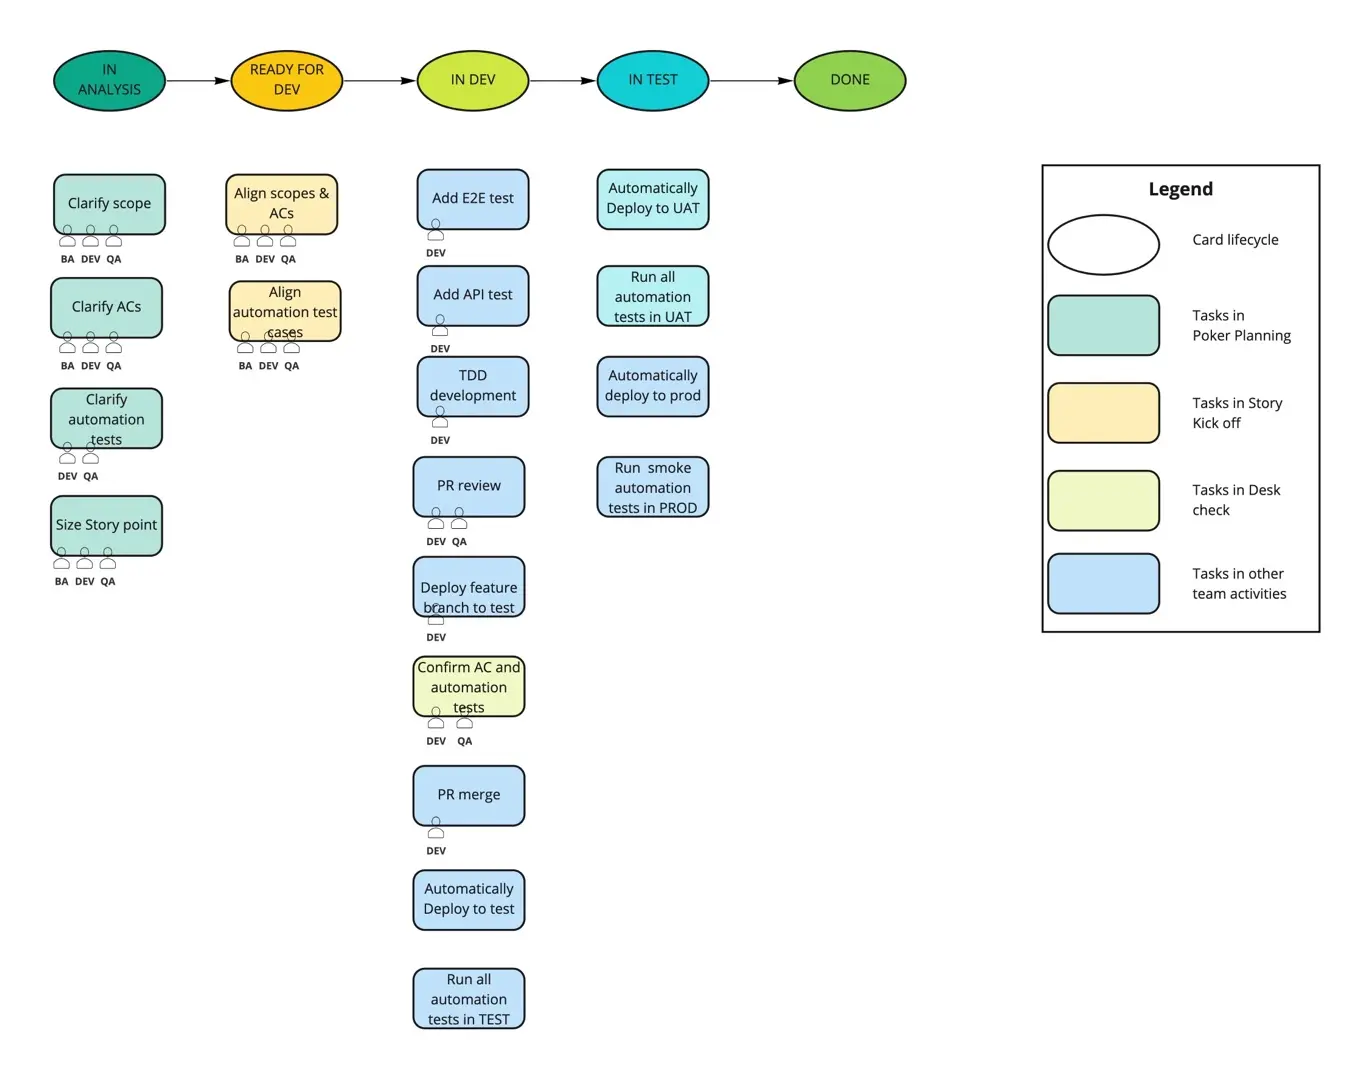 IN
ANALYSIS
READY FOR
DEV
IN DEV
IN TEST
DONE
Clarify scope
BA DEV QA
Clarify ACs
BA DEV QA
Clarify
automation
tests
DEV QA
Size Story point
BA DEV QA
Align scopes &
ACs
BA DEV QA
Align
automation test
cases
BA DEV QA
Add E2E test
DEV
Add API test
DEV
TDD
development
DEV
PR review
DEV QA
Deploy feature
branch to test
DEV
Confirm AC and
automation
tests
DEV QA
PR merge
DEV
Automatically
Deploy to test
Run all
automation
tests in TEST
Automatically
Deploy to UAT
Run all
automation
tests in UAT
Automatically
deploy to prod
Run smoke
automation
tests in PROD
Legend
Card lifecycle
Tasks in
Poker Planning
Tasks in Story
Kick off
Tasks in Desk
check
Tasks in other
team activities